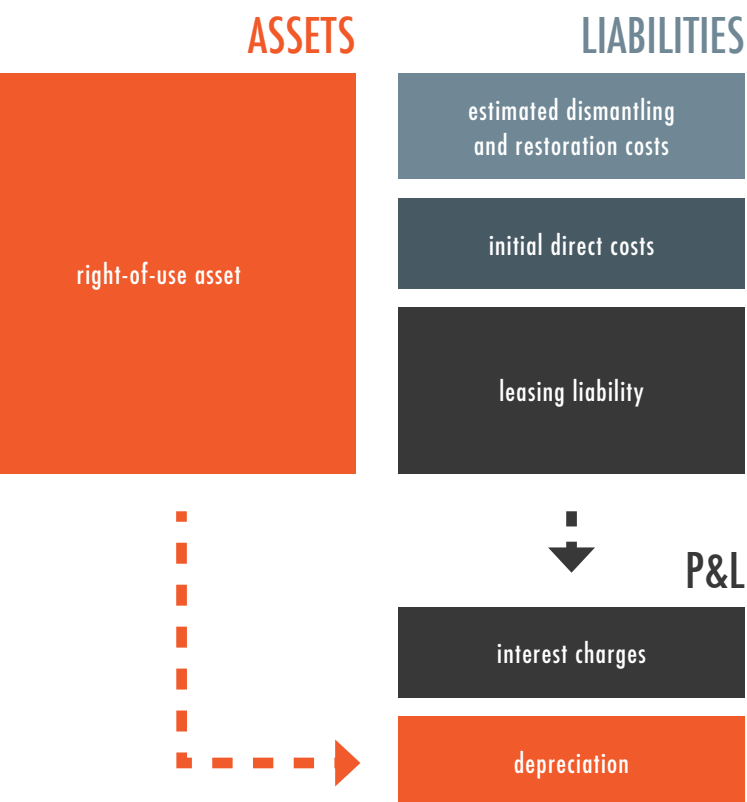 ASSETS
LIABILITIES
right-of-use asset
estimated dismantling
and restoration costs
initial direct costs
leasing liability
P&L
interest charges
depreciation